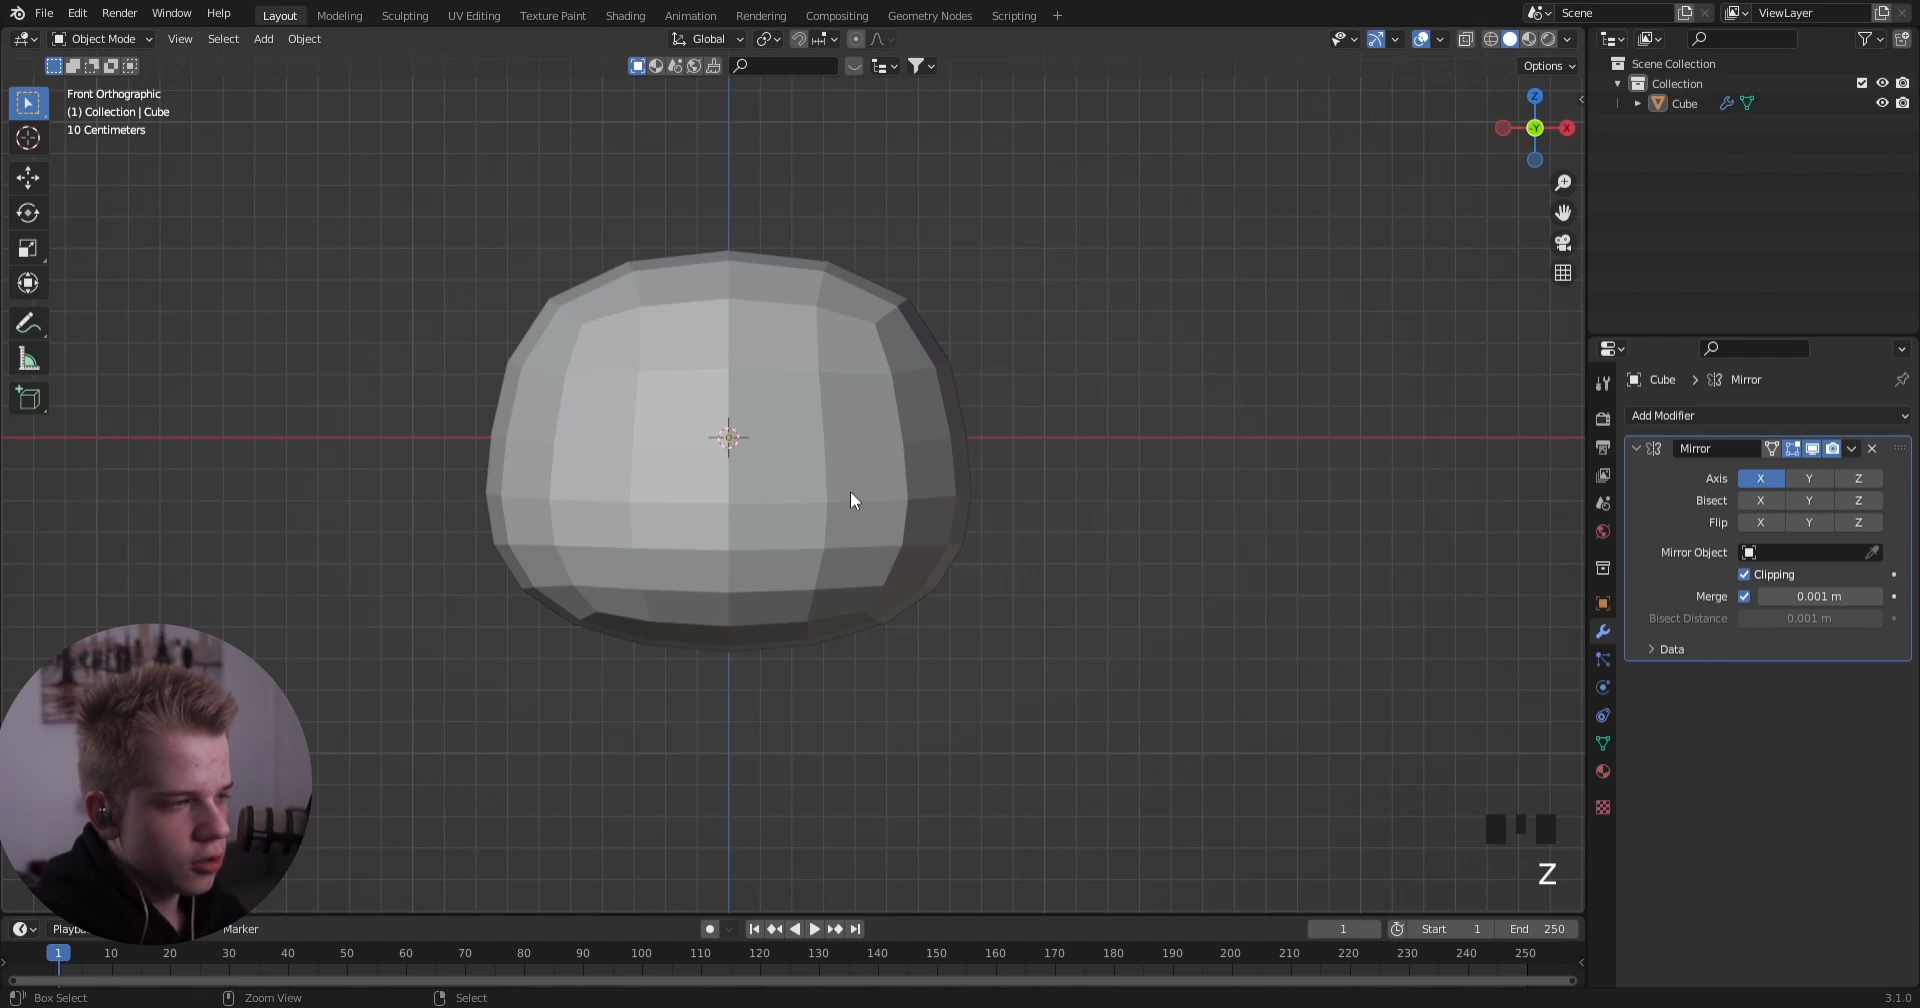 File Edit Render Window Help Layout Modeling Sculpting UV Editing Texture Paint Shading Animation Rendering Compositing Geometry Nodes Scripting + Scene ViewLayer
Object Mode View Select Add Object Global
Options
Front Orthographic
(1) Collection | Cube
10 Centimeters
Z
-Y
X
Scene Collection
Collection
Cube
Cube > Mirror
Add Modifier
Mirror
Axis X Y Z
Bisect X Y Z
Flip X Y Z
Mirror Object
Clipping
Merge 0.001 m
Bisect Distance 0.001 m
Data
Z
Marker 1 Start 1 End 250
1 10 20 30 40 50 60 70 80 90 100 110 120 130 140 150 160 170 180 190 200 210 220 230 240 250
Box Select Zoom View Select 3.1.0